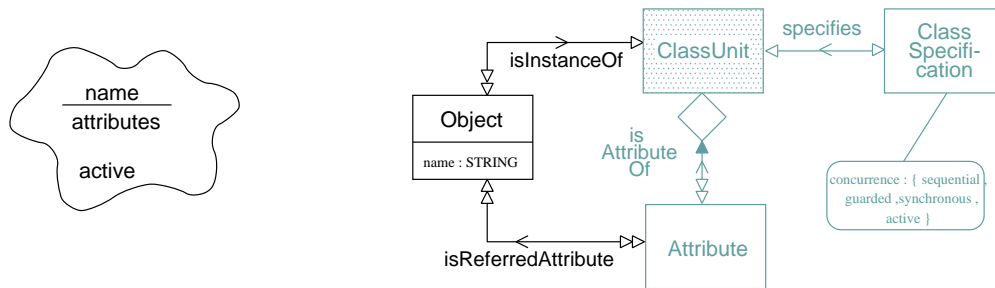 name
attributes
active
isInstanceOf
ClassUnit
specifies
Class
Specifi-
cation
Object
name : STRING
is
Attribute
Of
concurrence : { sequential ,
guarded ,synchronous ,
active }
isReferredAttribute
Attribute